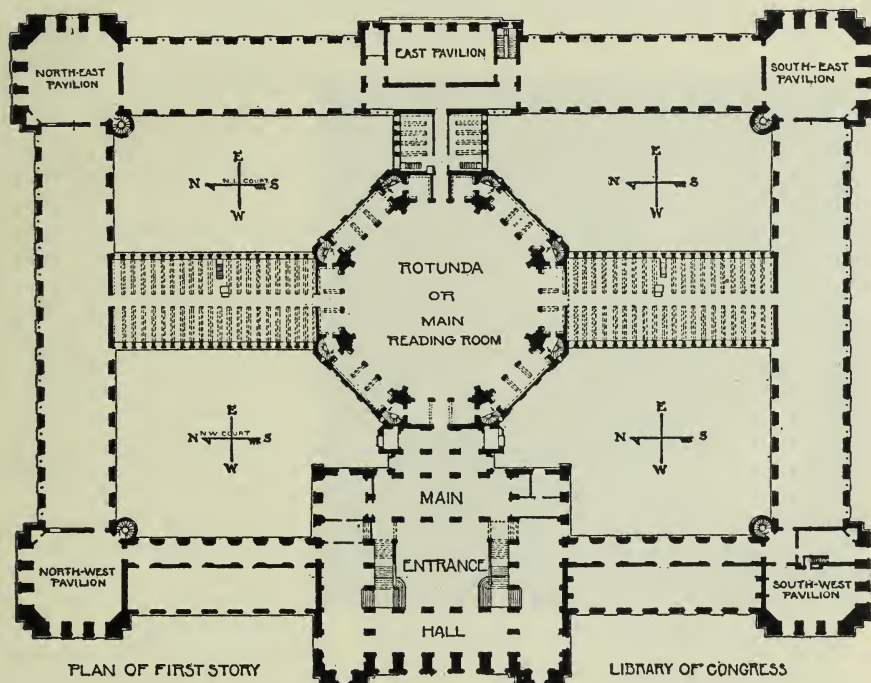 EAST PAVILION
NORTH-EAST
PAVILION
SOUTH-EAST
PAVILION
E
N S
W
E
N S
W
ROTUNDA
OR
MAIN
READING ROOM
E
N N.W. COURT S
W
E
N S
W
MAIN
ENTRANCE
HALL
NORTH-WEST
PAVILION
SOUTH-WEST
PAVILION
PLAN OF FIRST STORY
LIBRARY OF CONGRESS